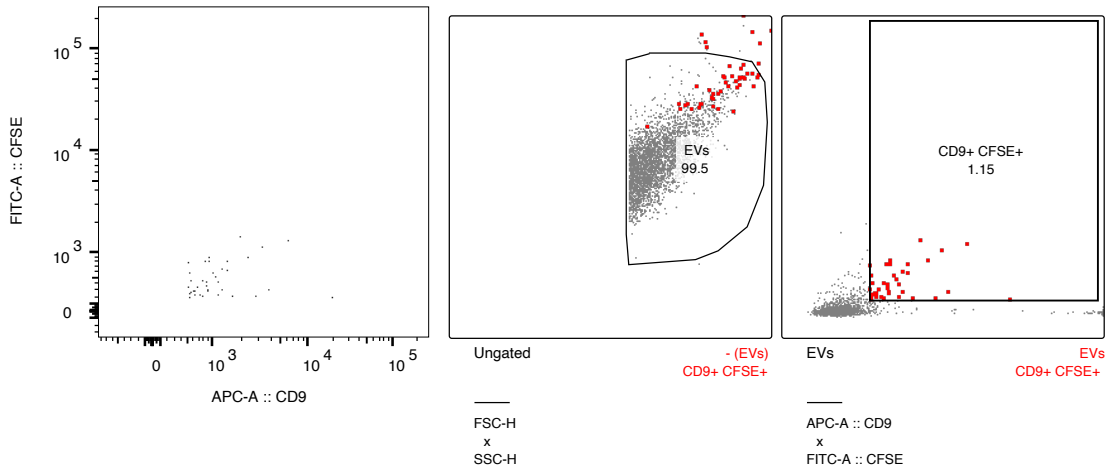 10^5
10^4
10^3
0
FITC-A :: CFSE
0
10^3
10^4
10^5
APC-A :: CD9
EVs
99.5
Ungated
- (EVs)
CD9+ CFSE+
FSC-H
x
SSC-H
CD9+ CFSE+
1.15
EVs
EVs
CD9+ CFSE+
APC-A :: CD9
x
FITC-A :: CFSE